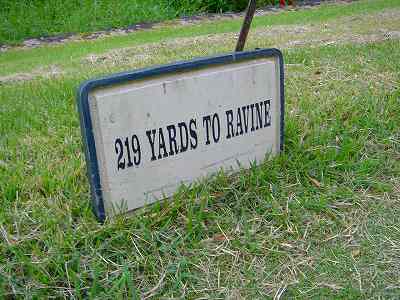 219 YARDS TO RAVINE